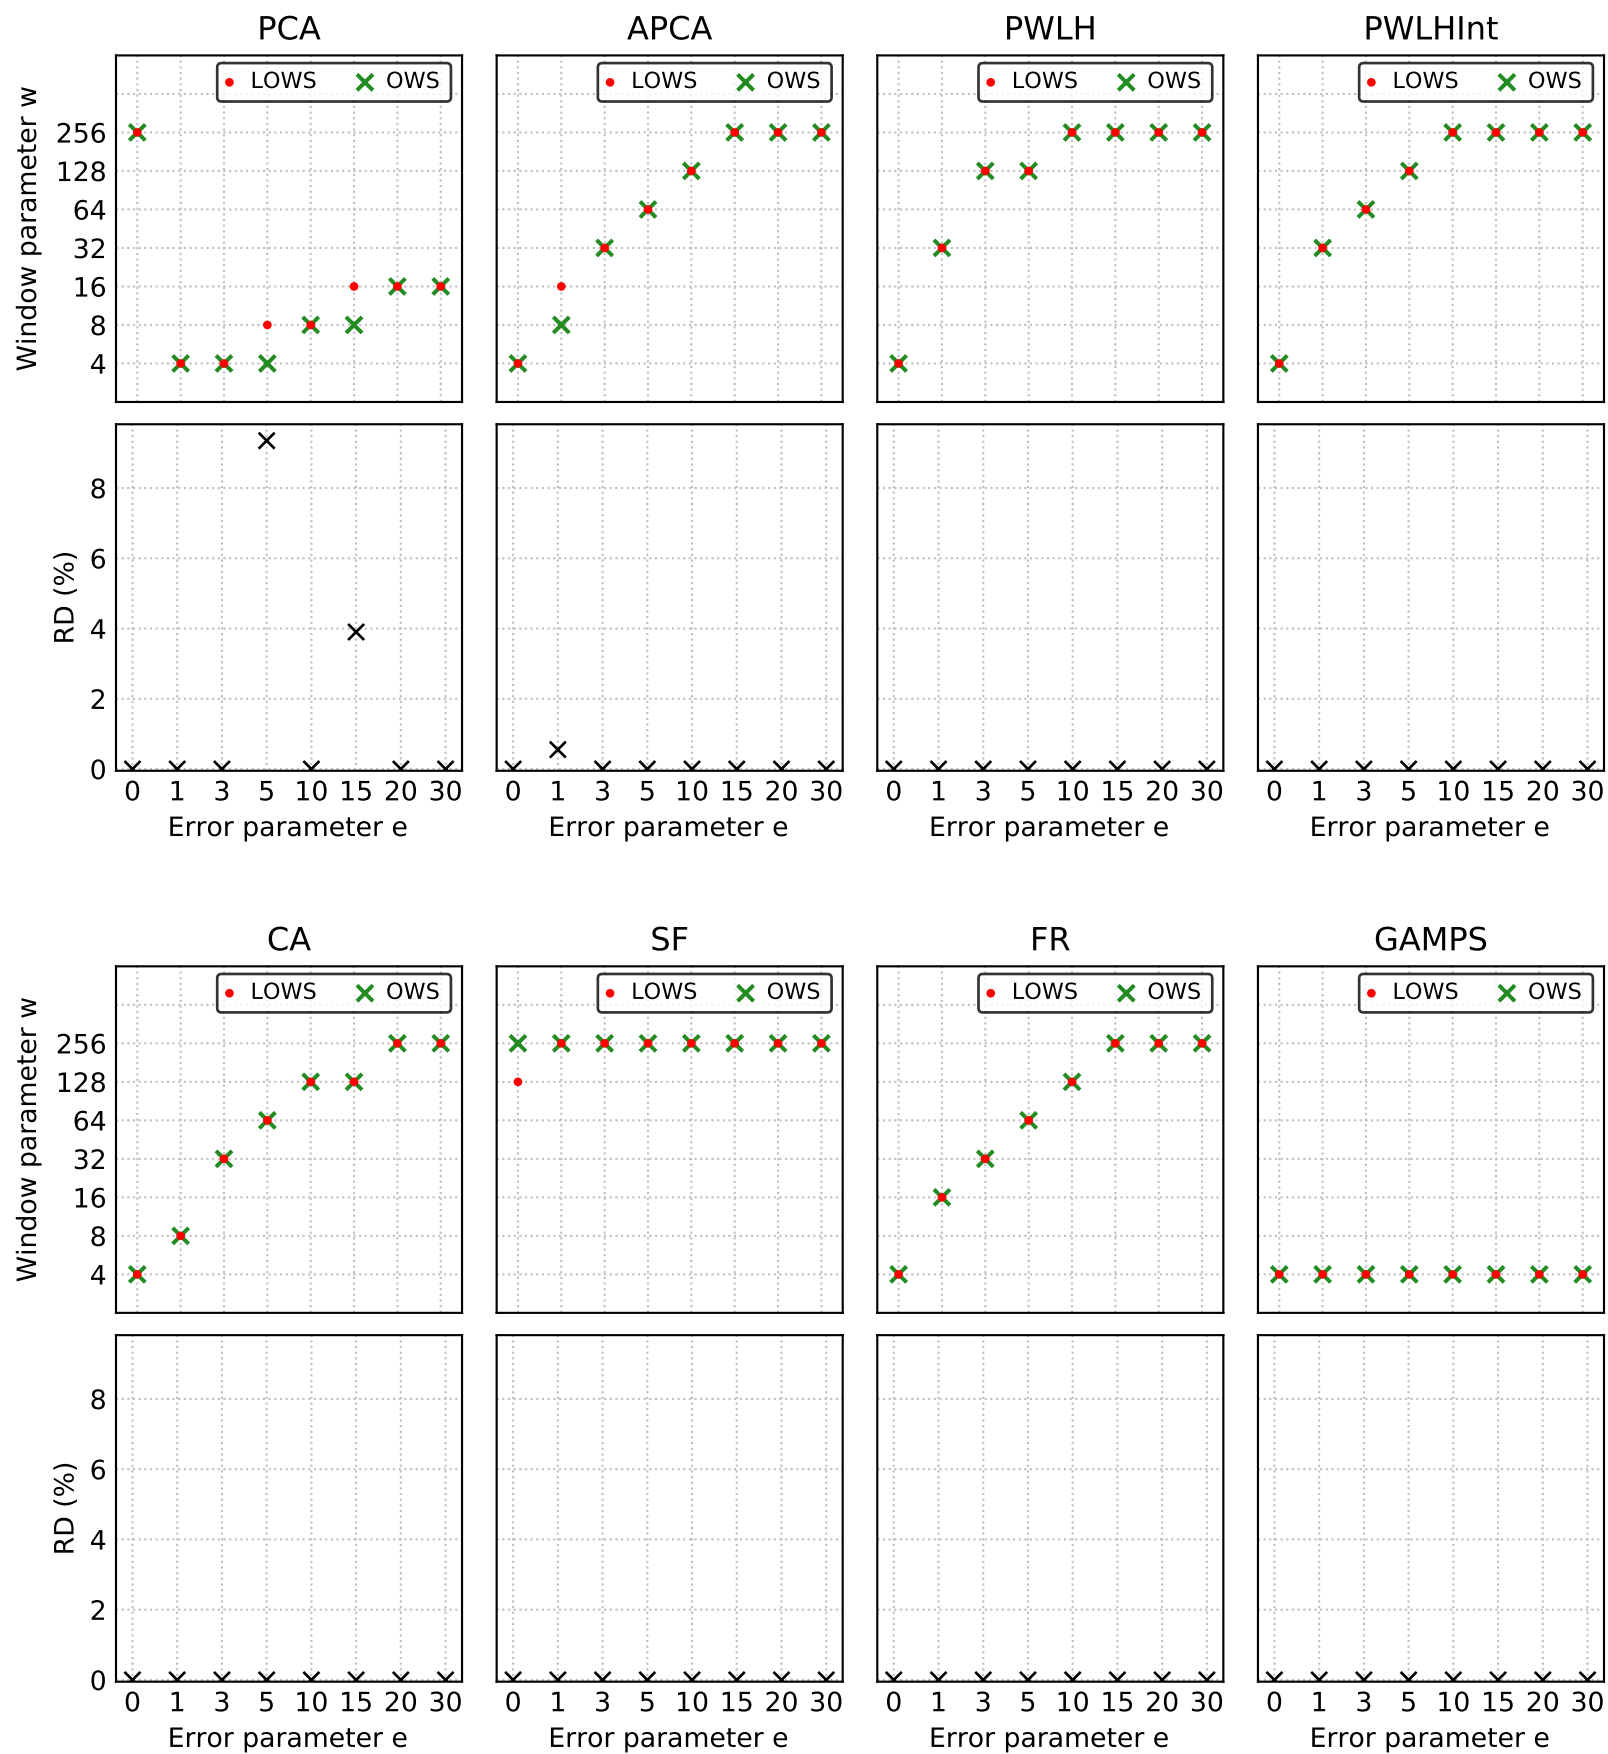 PCA APCA PWLH PWLHInt
LOWS OWS LOWS OWS LOWS OWS LOWS OWS
Window parameter w
256
128
64
32
16
8
4
RD (%)
8
6
4
2
0
0 1 3 5 10 15 20 30 0 1 3 5 10 15 20 30 0 1 3 5 10 15 20 30 0 1 3 5 10 15 20 30
Error parameter e Error parameter e Error parameter e Error parameter e
CA SF FR GAMPS
LOWS OWS LOWS OWS LOWS OWS LOWS OWS
Window parameter w
256
128
64
32
16
8
4
RD (%)
8
6
4
2
0
0 1 3 5 10 15 20 30 0 1 3 5 10 15 20 30 0 1 3 5 10 15 20 30 0 1 3 5 10 15 20 30
Error parameter e Error parameter e Error parameter e Error parameter e